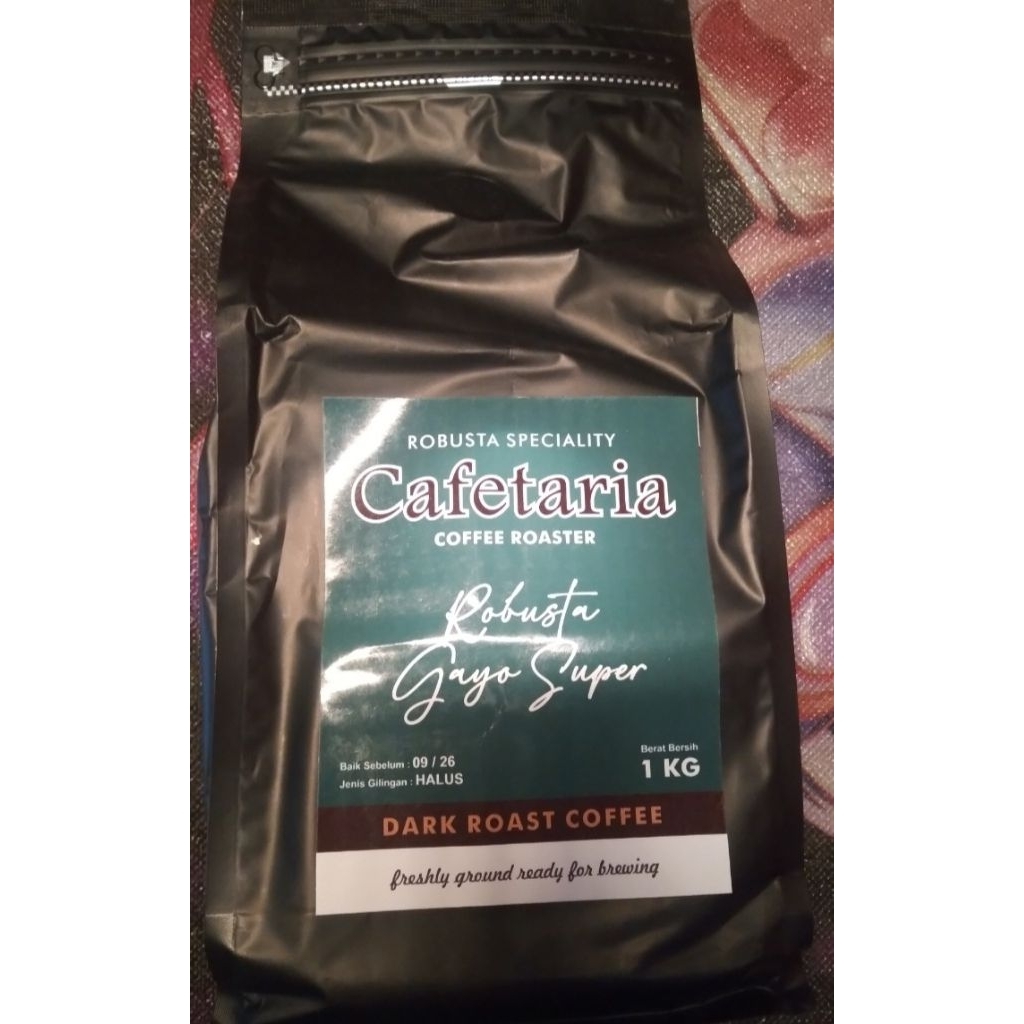 ROBUSTA SPECIALITY
Cafetaria
COFFEE ROASTER
Robusta
Gayo Super
Baik Sebelum : 09 / 26
Jenis Gilingan : HALUS
Berat Bersih
1 KG
DARK ROAST COFFEE
freshly ground ready for brewing